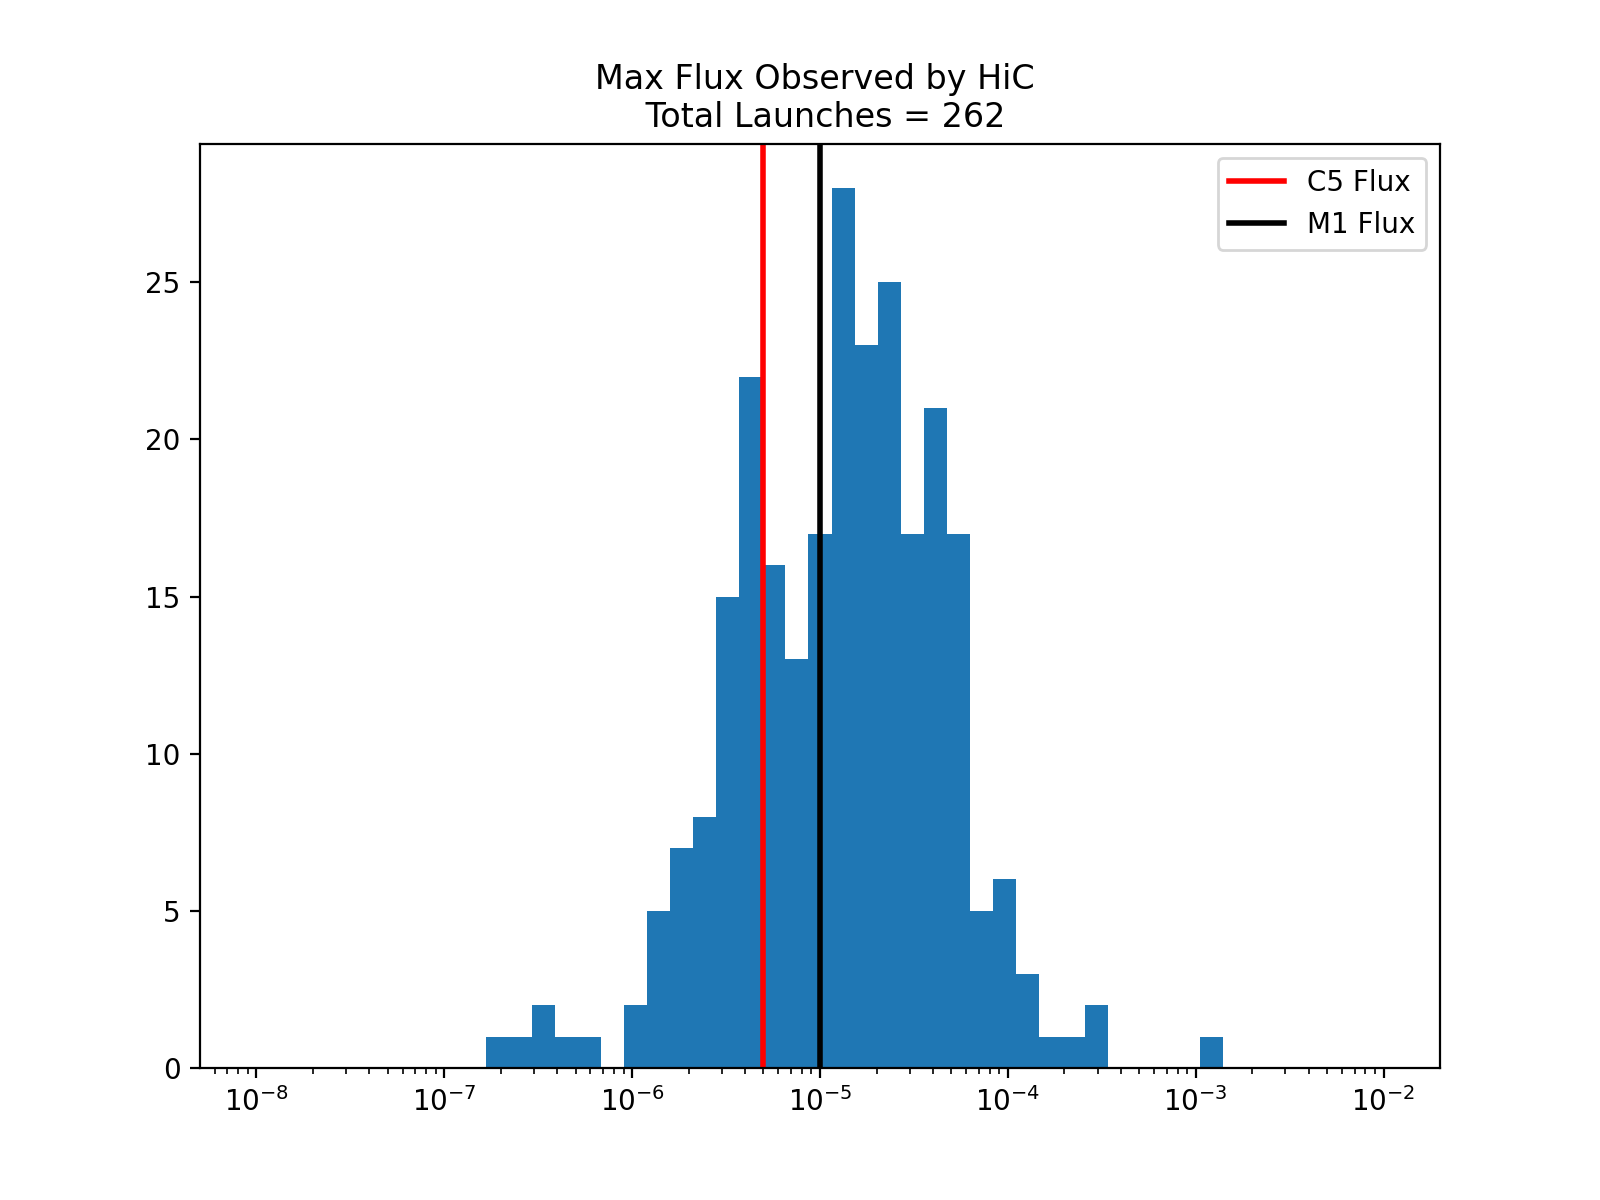 Max Flux Observed by HiC
Total Launches = 262
C5 Flux
M1 Flux
25
20
15
10
5
0
10⁻⁸ 10⁻⁷ 10⁻⁶ 10⁻⁵ 10⁻⁴ 10⁻³ 10⁻²